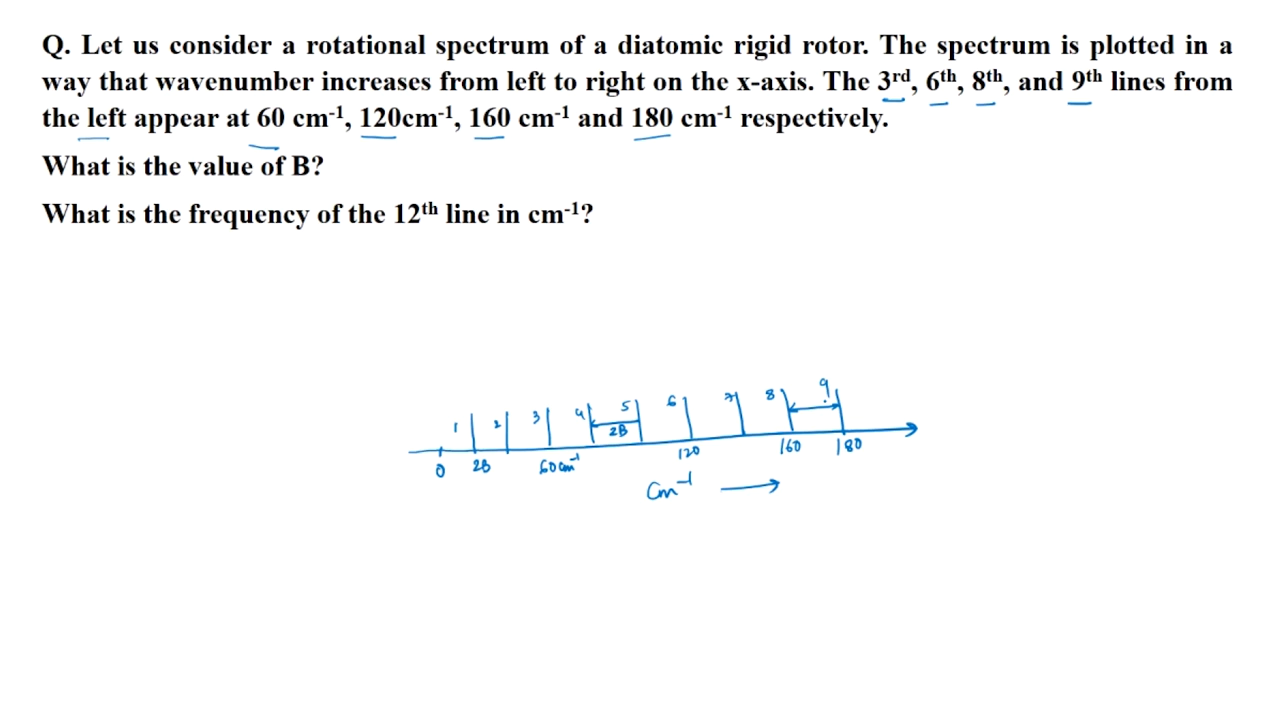 Q. Let us consider a rotational spectrum of a diatomic rigid rotor. The spectrum is plotted in a
way that wavenumber increases from left to right on the x-axis. The 3rd, 6th, 8th, and 9th lines from
the left appear at 60 cm-1, 120cm-1, 160 cm-1 and 180 cm-1 respectively.
What is the value of B?
What is the frequency of the 12th line in cm-1?
1 2 3 4 5 6 7 8 9
2B
0 2B 60cm-1 120 160 180
cm-1